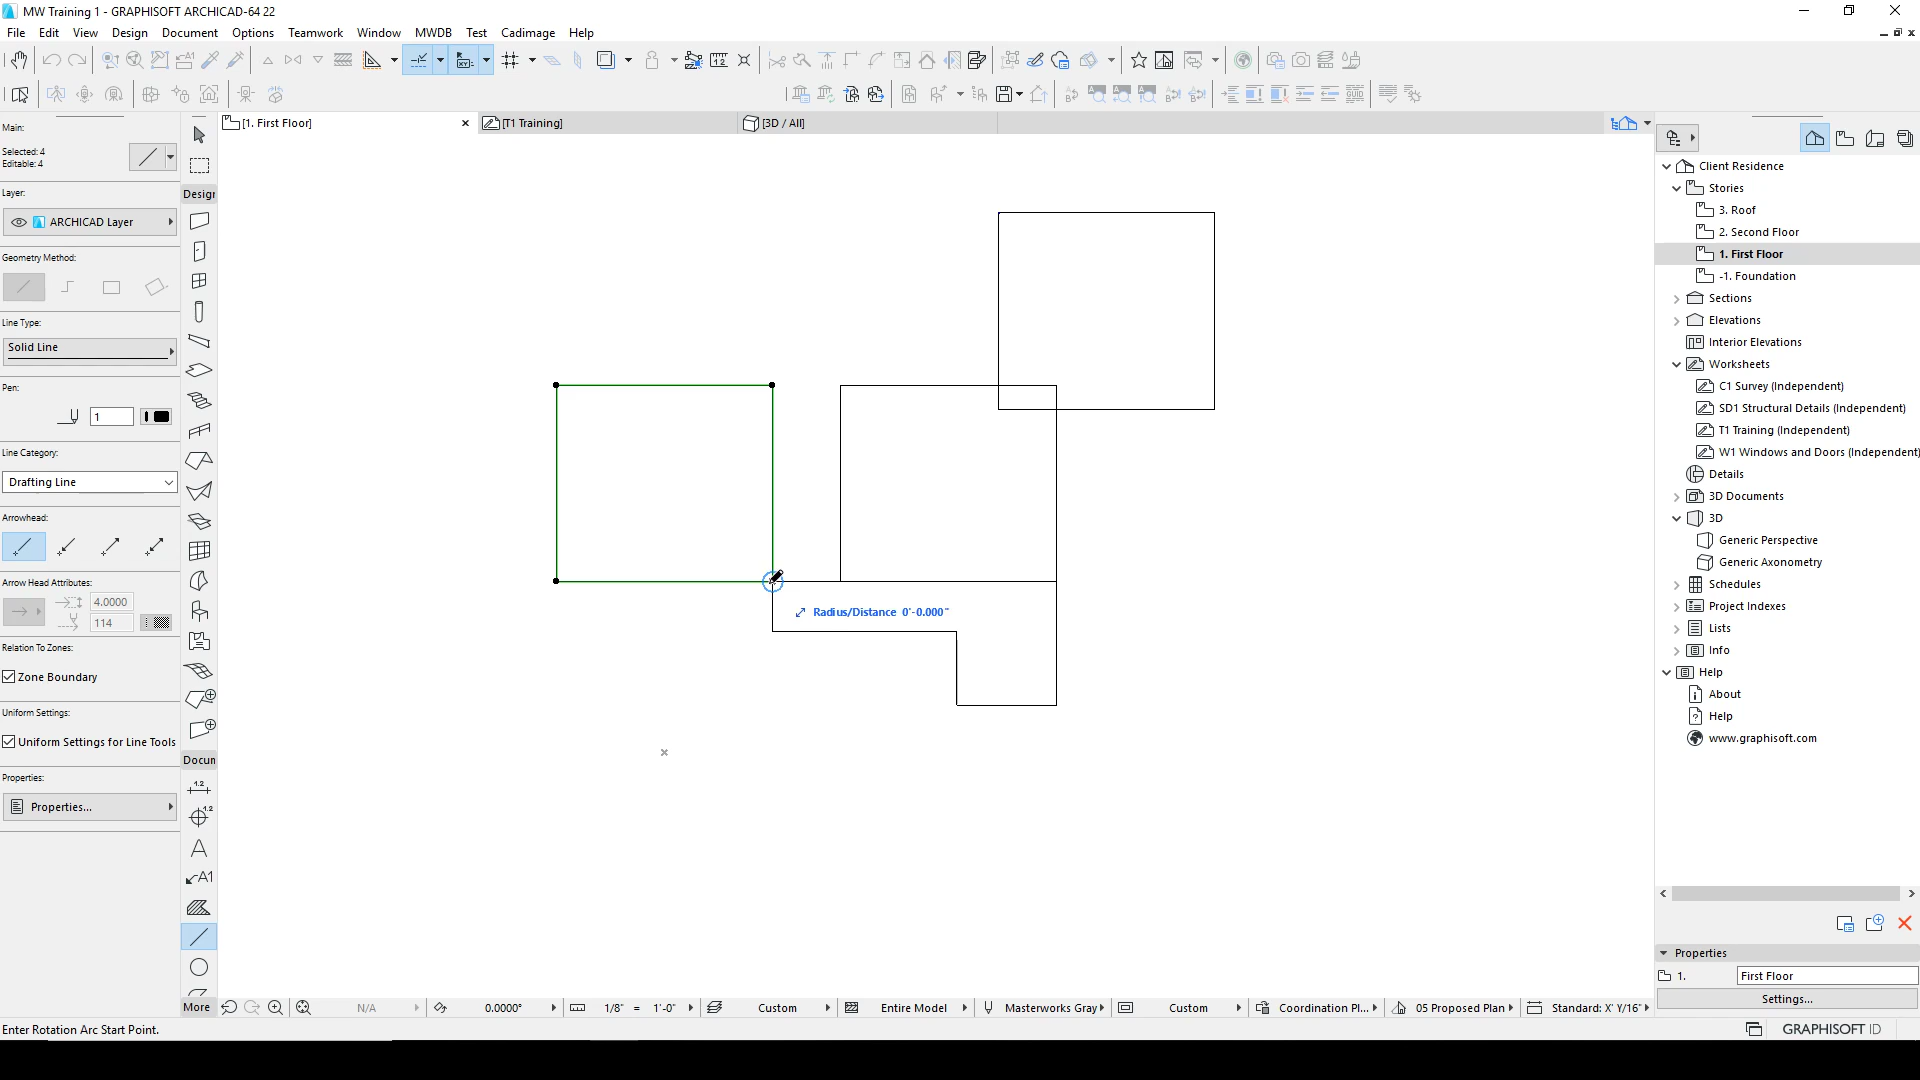 MW Training 1 - GRAPHISOFT ARCHICAD-64 22
File Edit View Design Document Options Teamwork Window MWDB Test Cadimage Help
[1. First Floor]
[T1 Training]
[3D / All]
Main:
Selected: 4
Editable: 4
Layer:
ARCHICAD Layer
Geometry Method:
Line Type:
Solid Line
Pen:
1
Line Category:
Drafting Line
Arrowhead:
Arrow Head Attributes:
4.0000
114
Relation To Zones:
Zone Boundary
Uniform Settings:
Uniform Settings for Line Tools
Properties:
Properties...
Design
Docum
More
Radius/Distance 0'-0.000"
Client Residence
Stories
3. Roof
2. Second Floor
1. First Floor
-1. Foundation
Sections
Elevations
Interior Elevations
Worksheets
C1 Survey (Independent)
SD1 Structural Details (Independent)
T1 Training (Independent)
W1 Windows and Doors (Independent)
Details
3D Documents
3D
Generic Perspective
Generic Axonometry
Schedules
Project Indexes
Lists
Info
Help
About
Help
www.graphisoft.com
Properties
1. First Floor
Settings...
N/A 0.0000° 1/8" = 1'-0" Custom Entire Model Masterworks Gray Custom Coordination Pl... 05 Proposed Plan Standard: X' Y/16"
Enter Rotation Arc Start Point.
GRAPHISOFT ID